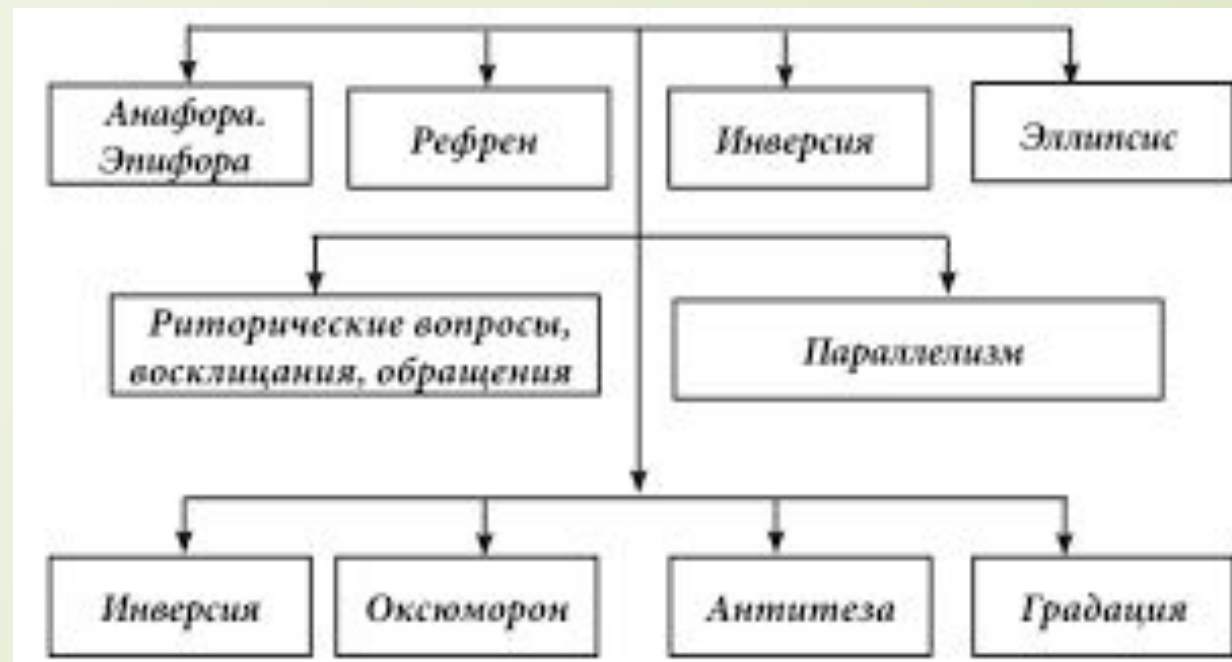 Анафора.
Эпифора
Рефрен
Инверсия
Эллипсис
Риторические вопросы,
восклицания, обращения
Параллелизм
Инверсия
Оксюморон
Антитеза
Градация